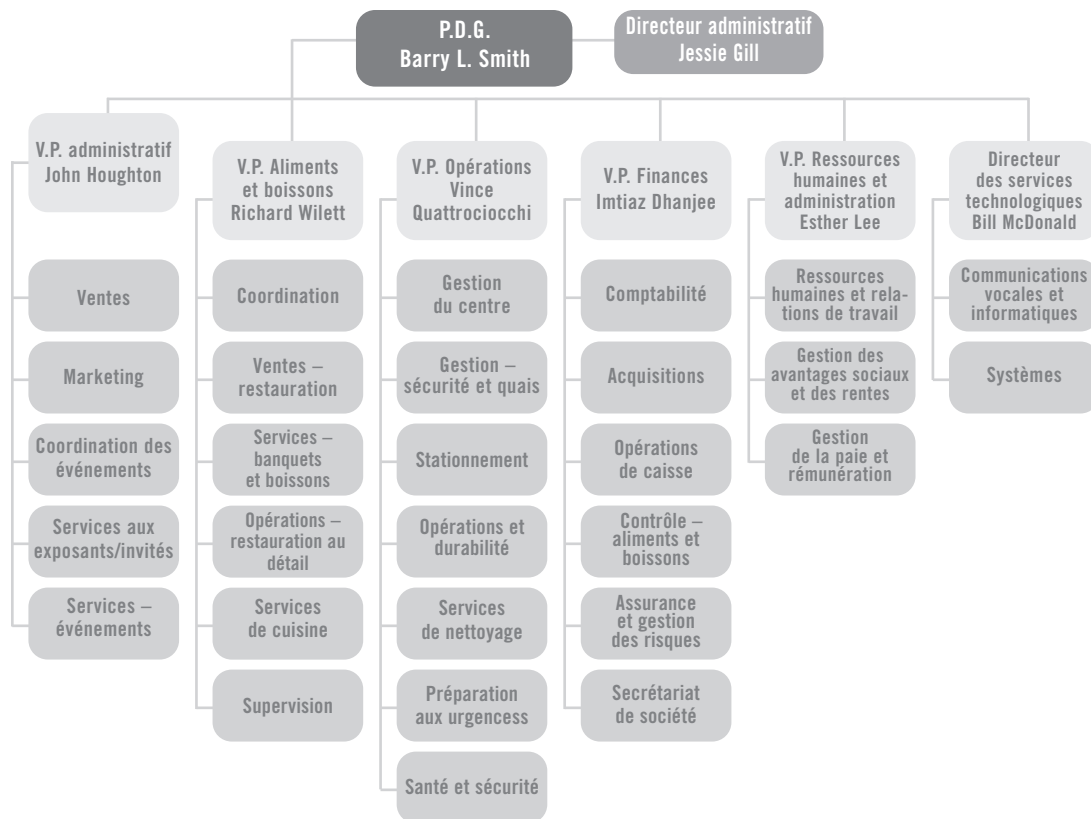 P.D.G.
Barry L. Smith
Directeur administratif
Jessie Gill
V.P. administratif
John Houghton
Ventes
Marketing
Coordination des
événements
Services aux
exposants/invités
Services –
événements
V.P. Aliments
et boissons
Richard Wilett
Coordination
Ventes –
restauration
Services –
banquets
et boissons
Opérations –
restauration au
détail
Services
de cuisine
Supervision
V.P. Opérations
Vince
Quattrociocchi
Gestion
du centre
Gestion –
sécurité et quais
Stationnement
Opérations et
durabilité
Services
de nettoyage
Préparation
aux urgencess
Santé et sécurité
V.P. Finances
Imtiaz Dhanjee
Comptabilité
Acquisitions
Opérations
de caisse
Contrôle –
aliments et
boissons
Assurance
et gestion
des risques
Secrétariat
de société
V.P. Ressources
humaines et
administration
Esther Lee
Ressources
humaines et rela-
tions de travail
Gestion des
avantages sociaux
et des rentes
Gestion
de la paie et
rémunération
Directeur
des services
technologiques
Bill McDonald
Communications
vocales et
informatiques
Systèmes